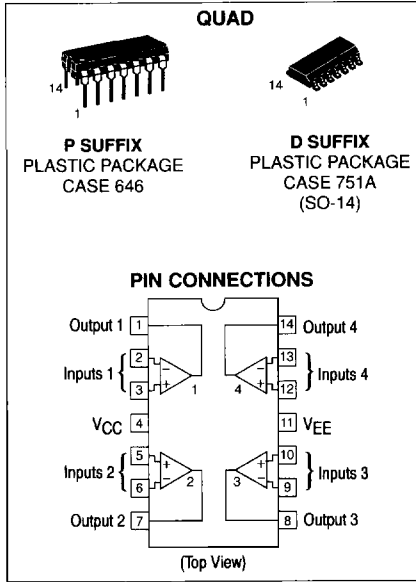 QUAD
14
1
14
1
P SUFFIX
PLASTIC PACKAGE
CASE 646
D SUFFIX
PLASTIC PACKAGE
CASE 751A
(SO-14)
PIN CONNECTIONS
Output 1 1 14 Output 4
Inputs 1 { 2 − 3 + 1
4 − 13 + 12 } Inputs 4
VCC 4 11 VEE
Inputs 2 { 5 + 6 − 2
3 + 10 − 9 } Inputs 3
Output 2 7 8 Output 3
(Top View)